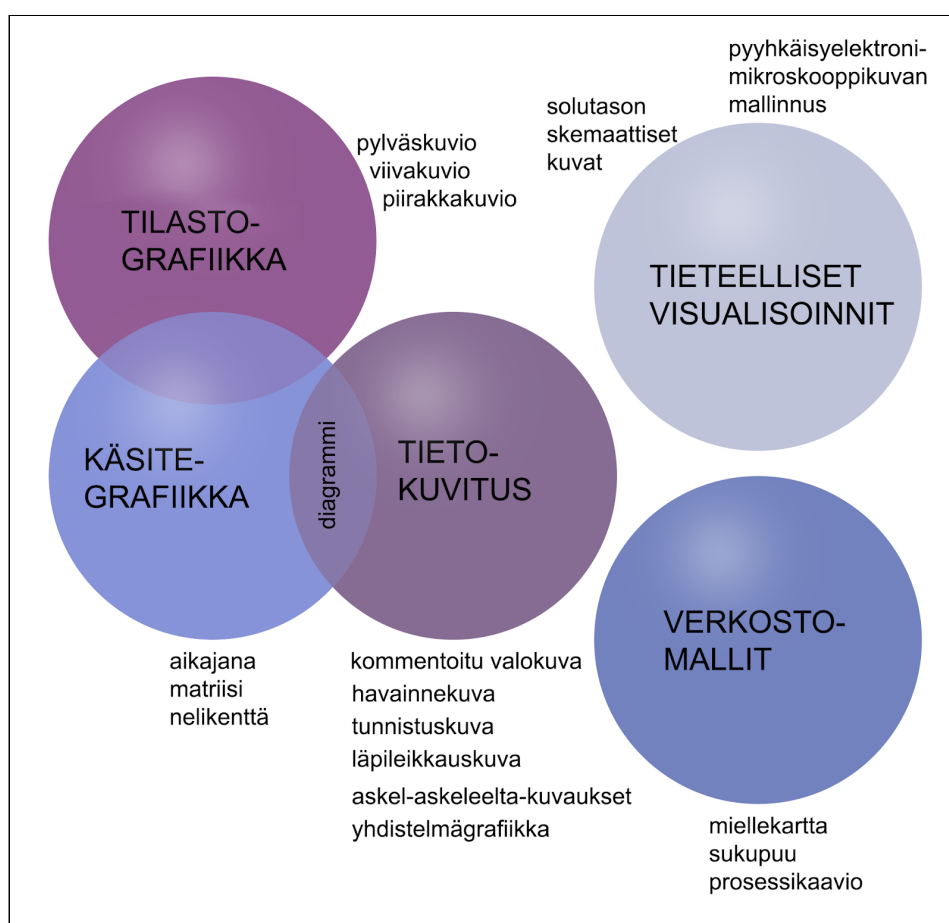 pyyhkäisyelektroni-
mikroskooppikuvan
mallinnus
solutason
skemaattiset
kuvat
pylväskuvio
viivakuvio
piirakkakuvio
TILASTO-
GRAFIIKKA
TIETEELLISET
VISUALISOINNIT
KÄSITE-
GRAFIIKKA
diagrammi
TIETO-
KUVITUS
VERKOSTO-
MALLIT
aikajana
matriisi
nelikenttä
kommentoitu valokuva
havainnekuva
tunnistuskuva
läpileikkauskuva
askel-askeleelta-kuvaukset
yhdistelmägrafiikka
miellekartta
sukupuu
prosessikaavio